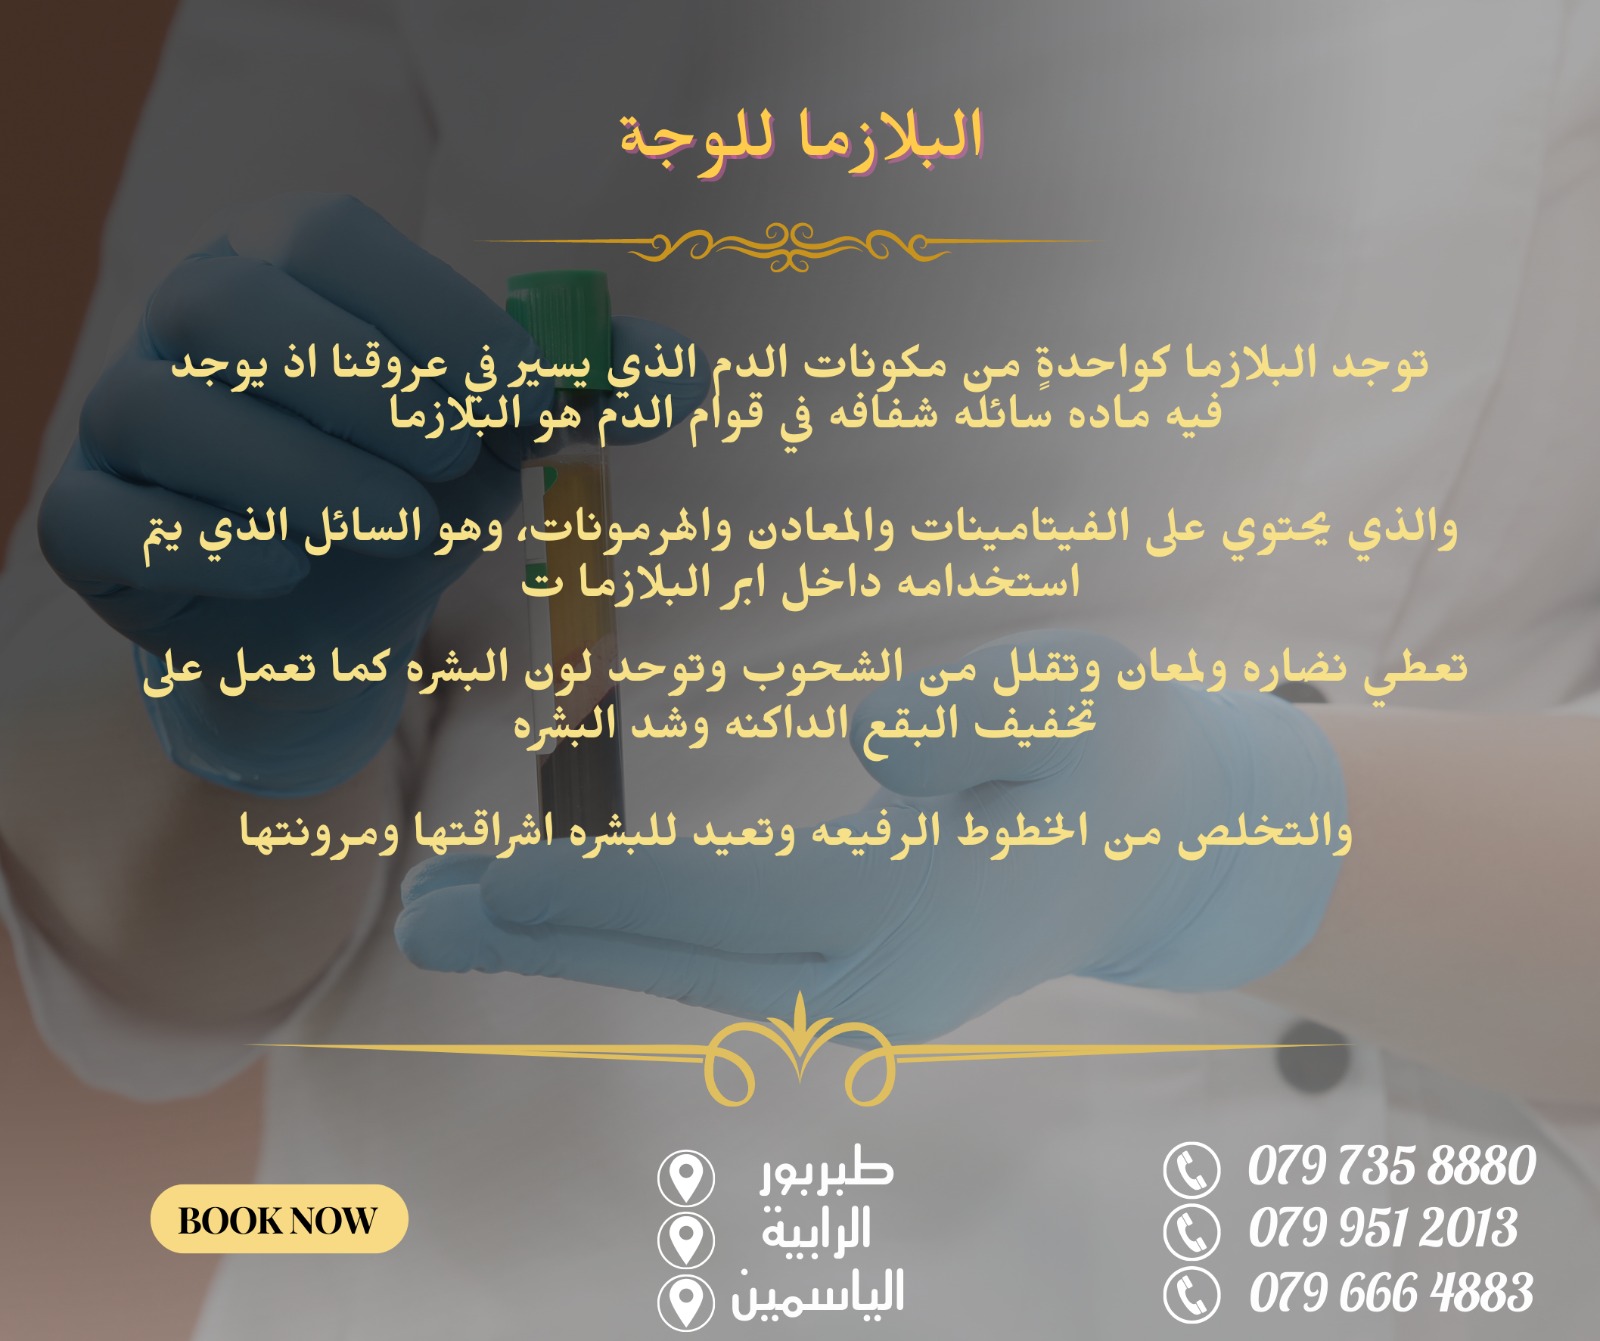 البلازما للوجة
توجد البلازما كواحدةٍ من مكونات الدم الذي يسير في عروقنا اذ يوجد
فيه ماده سائله شفافه في قوام الدم هو البلازما
والذي يحتوي على الفيتامينات والمعادن والهرمونات، وهو السائل الذي يتم
استخدامه داخل ابر البلازما ت
تعطي نضاره ولمعان وتقلل من الشحوب وتوحد لون البشره كما تعمل على
تخفيف البقع الداكنه وشد البشره
والتخلص من الخطوط الرفيعه وتعيد للبشره اشراقتها ومرونتها
079 735 8880
079 951 2013
079 666 4883
طبربور
الرابية
الياسمين
BOOK NOW